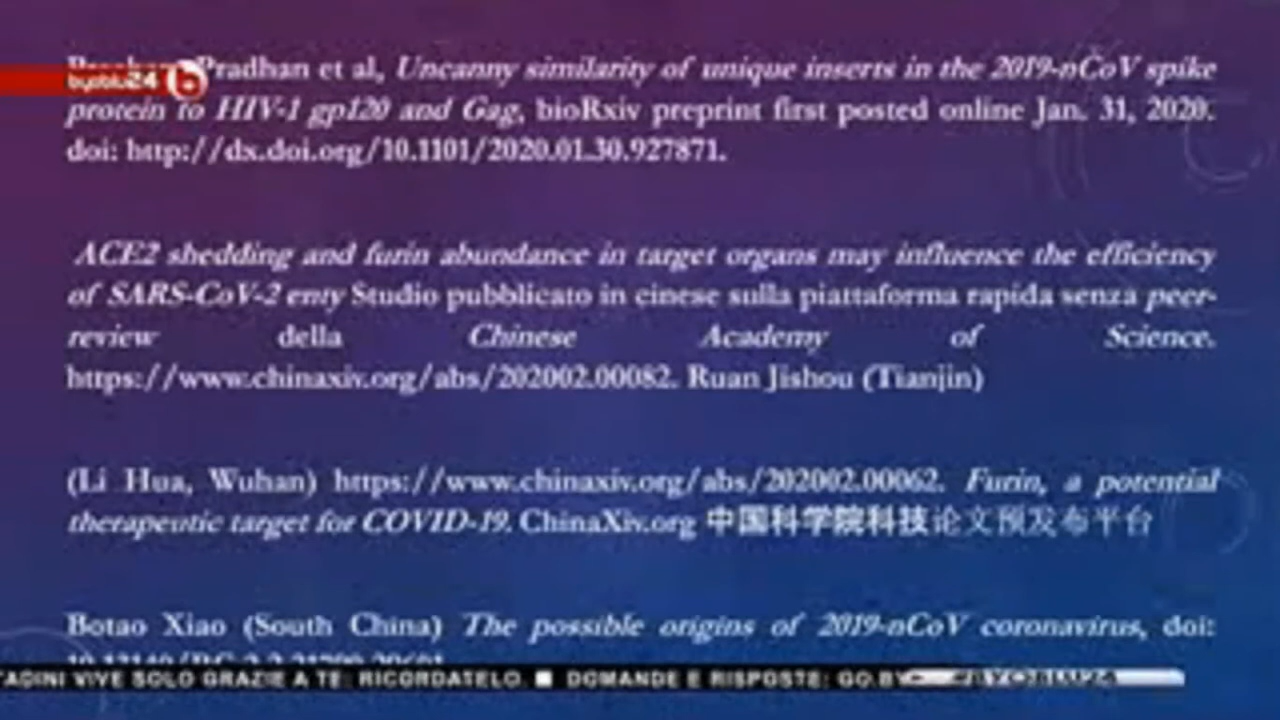 Pradhan et al, Uncanny similarity of unique inserts in the 2019-nCoV spike
byoblu24 b
protein to HIV-1 gp120 and Gag, bioRxiv preprint first posted online Jan. 31, 2020.
doi: http://dx.doi.org/10.1101/2020.01.30.927871.
ACE2 shedding and furin abundance in target organs may influence the efficiency
of SARS-CoV-2 enty Studio pubblicato in cinese sulla piattaforma rapida senza peer-
review della Chinese Academy of Science.
https://www.chinaxiv.org/abs/202002.00082. Ruan Jishou (Tianjin)
(Li Hua, Wuhan) https://www.chinaxiv.org/abs/202002.00062. Furin, a potential
therapeutic target for COVID-19. ChinaXiv.org 中国科学院科技论文预发布平台
Botao Xiao (South China) The possible origins of 2019-nCoV coronavirus, doi:
TADINI VIVE SOLO GRAZIE A TE: RICORDATELO. ■ DOMANDE E RISPOSTE: GO.BY #BYOBLU24